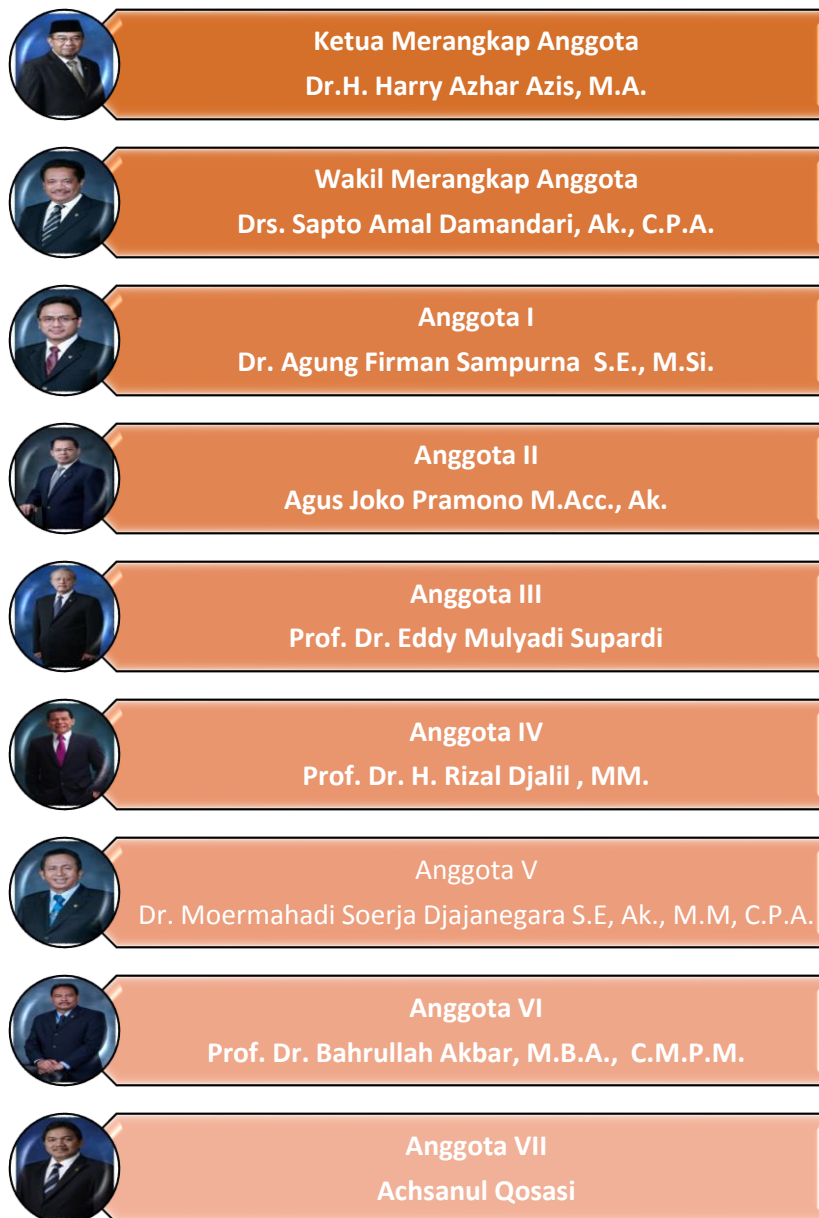 Ketua Merangkap Anggota
Dr.H. Harry Azhar Azis, M.A.
Wakil Merangkap Anggota
Drs. Sapto Amal Damandari, Ak., C.P.A.
Anggota I
Dr. Agung Firman Sampurna  S.E., M.Si.
Anggota II
Agus Joko Pramono M.Acc., Ak.
Anggota III
Prof. Dr. Eddy Mulyadi Supardi
Anggota IV
Prof. Dr. H. Rizal Djalil , MM.
Anggota V
Dr. Moermahadi Soerja Djajanegara S.E, Ak., M.M, C.P.A.
Anggota VI
Prof. Dr. Bahrullah Akbar, M.B.A.,  C.M.P.M.
Anggota VII
Achsanul Qosasi